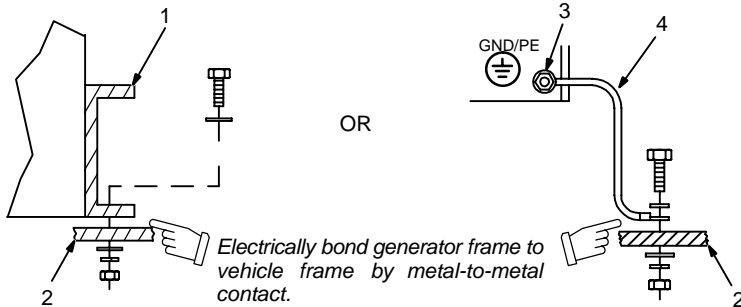 1
3
4
GND/PE
OR
2
Electrically bond generator frame to
vehicle frame by metal-to-metal
contact.
2